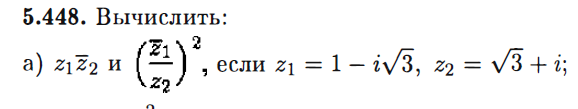 5.448. Вычислить:
а) z₁z̅₂ и (z̅₁/z₂)², если z₁ = 1 − i√3, z₂ = √3 + i;